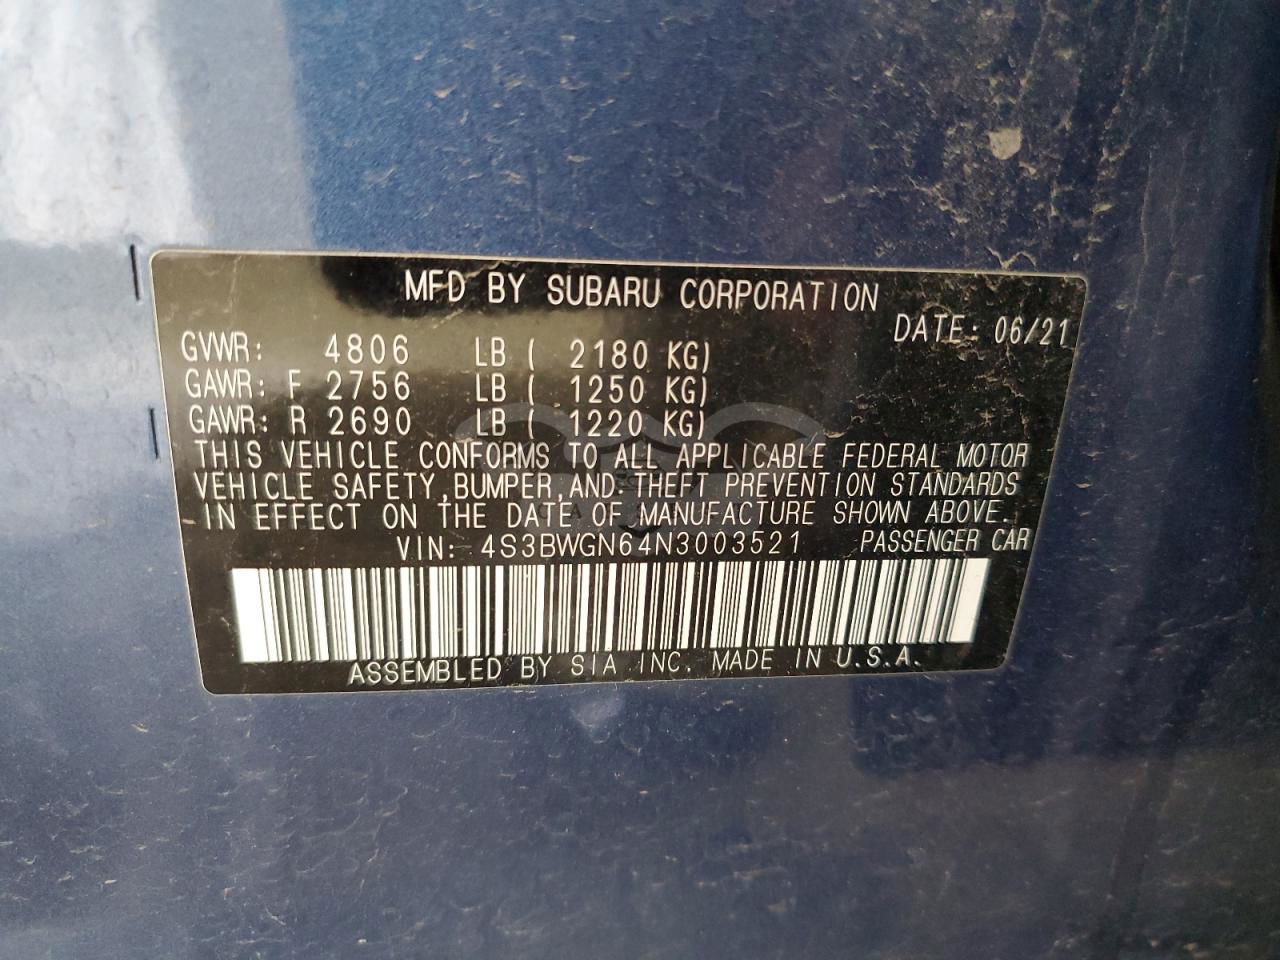 MFD BY SUBARU CORPORATION
DATE: 06/21
GVWR: 4806 LB ( 2180 KG)
GAWR: F 2756 LB ( 1250 KG)
GAWR: R 2690 LB ( 1220 KG)
THIS VEHICLE CONFORMS TO ALL APPLICABLE FEDERAL MOTOR
VEHICLE SAFETY, BUMPER, AND THEFT PREVENTION STANDARDS
IN EFFECT ON THE DATE OF MANUFACTURE SHOWN ABOVE.
VIN: 4S3BWGN64N3003521 PASSENGER CAR
ASSEMBLED BY SIA INC. MADE IN U.S.A.